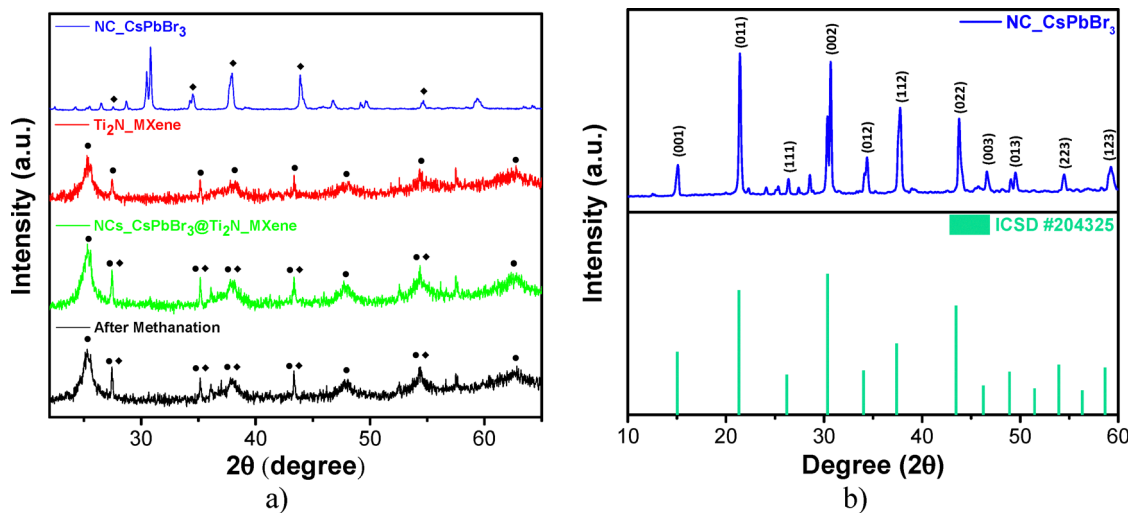 NC_CsPbBr3
Ti2N_MXene
NCs_CsPbBr3@Ti2N_MXene
After Methanation
Intensity (a.u.)
30 40 50 60
2θ (degree)
a)
NC_CsPbBr3
(001)
(011)
(111)
(002)
(012)
(112)
(022)
(003)
(013)
(223)
(123)
ICSD #204325
Intensity (a.u.)
10 20 30 40 50 60
Degree (2θ)
b)